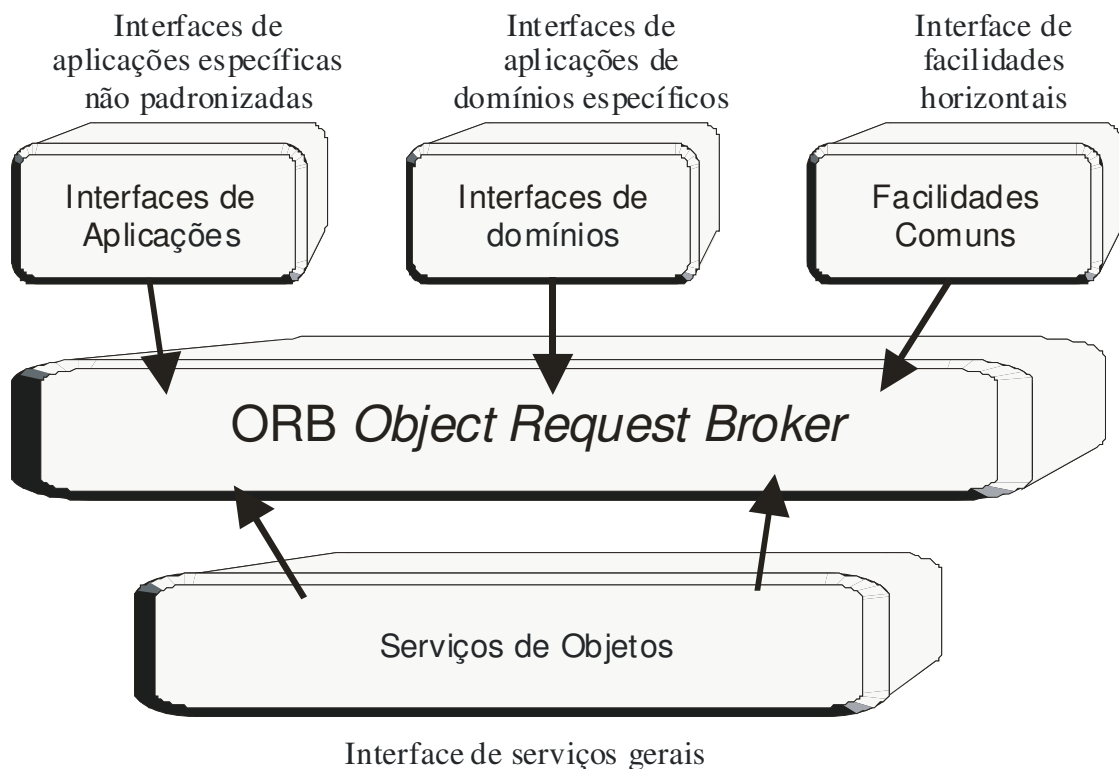 Interfaces de
aplicações específicas
não padronizadas
Interfaces de
aplicações de
domínios específicos
Interface de
facilidades
horizontais
Interfaces de
Aplicações
Interfaces de
domínios
Facilidades
Comuns
ORB Object Request Broker
Serviços de Objetos
Interface de serviços gerais